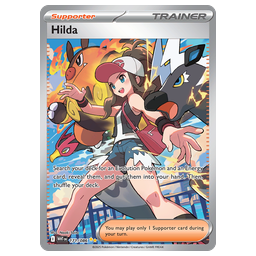 Supporter
TRAINER
Hilda
Search your deck for an Evolution Pokémon and an
Energy card, reveal them, and put them into your hand. Then,
shuffle your deck.
You may play only 1 Supporter card during
your turn.